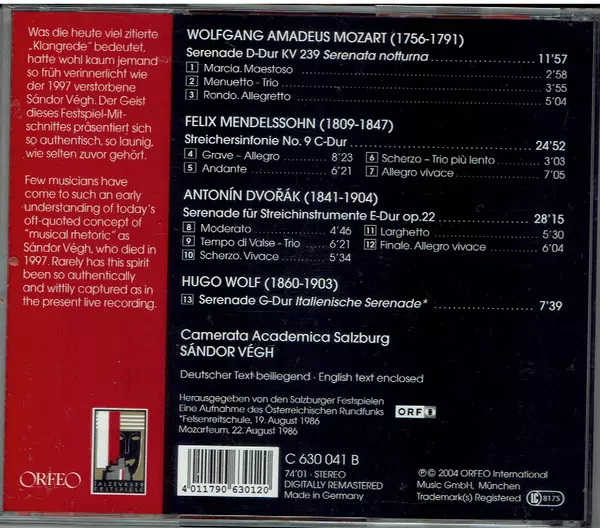 Was die heute viel zitierte
„Klangrede" bedeutet,
hatte wohl kaum jemand
so früh verinnerlicht wie
der 1997 verstorbene
Sándor Végh. Der Geist
dieses Festspiel-Mit-
schnittes präsentiert sich
so authentisch, so launig,
wie selten zuvor gehört.
Few musicians have
come to such an early
understanding of today's
oft-quoted concept of
"musical rhetoric" as
Sándor Végh, who died in
1997. Rarely has this spirit
been so authentically
and wittily captured as in
the present live recording.
ORFEO
SALZBURGER
FESTSPIELE
WOLFGANG AMADEUS MOZART (1756-1791)
Serenade D-Dur KV 239 Serenata notturna 11'57
1 Marcia. Maestoso 2'58
2 Menuetto - Trio 3'55
3 Rondo. Allegretto 5'04
FELIX MENDELSSOHN (1809-1847)
Streichersinfonie No. 9 C-Dur 24'52
4 Grave – Allegro 8'23 6 Scherzo – Trio più lento 3'03
5 Andante 6'21 7 Allegro vivace 7'05
ANTONÍN DVOŘÁK (1841-1904)
Serenade für Streichinstrumente E-Dur op. 22 28'15
8 Moderato 4'46 11 Larghetto 5'30
9 Tempo di Valse - Trio 6'21 12 Finale. Allegro vivace 6'04
10 Scherzo. Vivace 5'34
HUGO WOLF (1860-1903)
13 Serenade G-Dur Italienische Serenade* 7'39
Camerata Academica Salzburg
SÁNDOR VÉGH
Deutscher Text beiliegend · English text enclosed
Herausgegeben von den Salzburger Festspielen
Eine Aufnahme des Österreichischen Rundfunks ORF
*Felsenreitschule, 19. August 1986
Mozarteum, 22. August 1986
4 011790 630120
C 630 041 B
74'01 · STEREO
DIGITALLY REMASTERED
Made in Germany
℗© 2004 ORFEO International
Music GmbH, München
Trademark(s) Registered
LC 8175